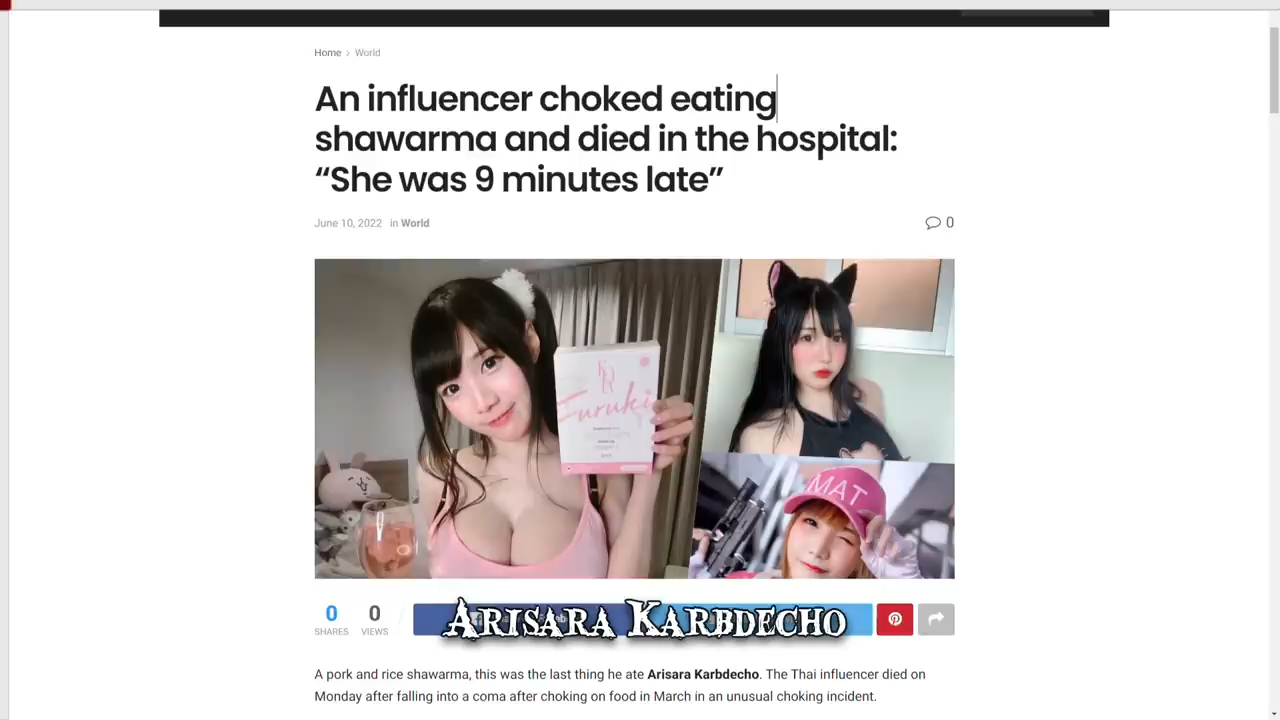 Home > World
An influencer choked eating
shawarma and died in the hospital:
“She was 9 minutes late”
June 10, 2022 in World
0
MAT
0
SHARES
0
VIEWS
ARISARA KARBDECHO
A pork and rice shawarma, this was the last thing he ate Arisara Karbdecho. The Thai influencer died on
Monday after falling into a coma after choking on food in March in an unusual choking incident.